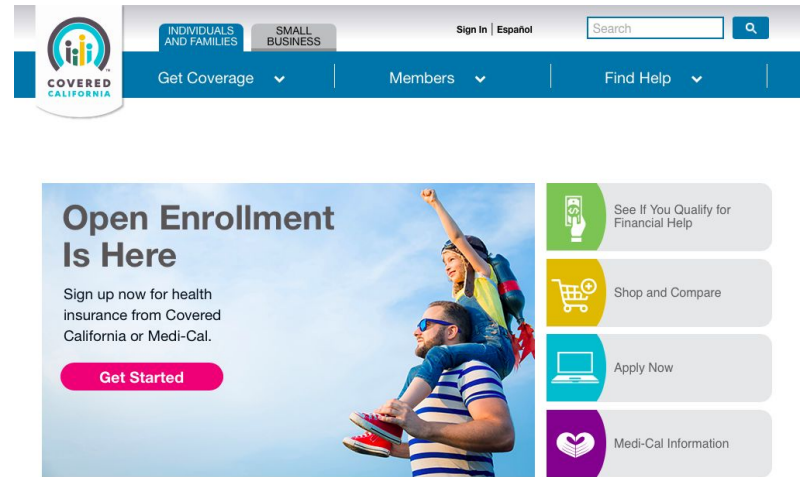 INDIVIDUALS
AND FAMILIES
SMALL
BUSINESS
Sign In | Español
Search
COVERED
CALIFORNIA
™
Get Coverage
Members
Find Help
Open Enrollment
Is Here
Sign up now for health
insurance from Covered
California or Medi-Cal.
Get Started
See If You Qualify for
Financial Help
Shop and Compare
Apply Now
Medi-Cal Information